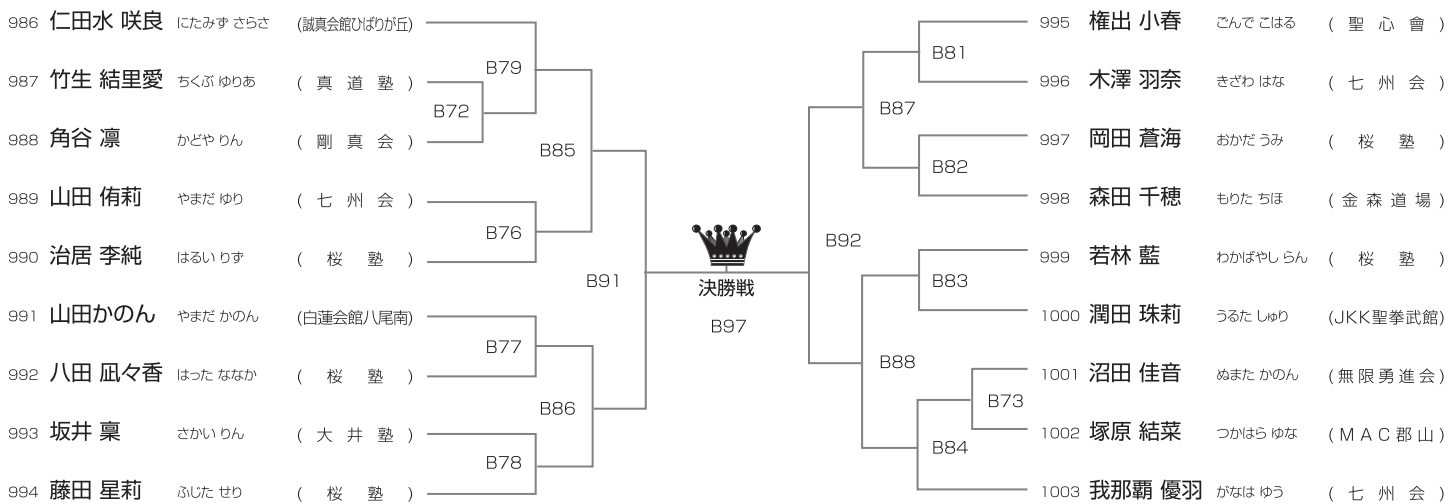 986 仁田水 咲良 にたみず さらさ (誠真会館ひばりが丘)
B79
987 竹生 結里愛 ちくぶ ゆりあ ( 真 道 塾 )
B72
988 角谷 凛 かどや りん ( 剛 真 会 )
B85
989 山田 侑莉 やまだ ゆり ( 七 州 会 )
B76
990 治居 李純 はるい りず ( 桜 塾 )
B91
991 山田かのん やまだ かのん (白蓮会館八尾南)
B77
992 八田 凪々香 はった ななか ( 桜 塾 )
B86
993 坂井 稟 さかい りん ( 大 井 塾 )
B78
994 藤田 星莉 ふじた せり ( 桜 塾 )
決勝戦
B97
995 権出 小春 ごんで こはる ( 聖 心 會 )
B81
996 木澤 羽奈 きざわ はな ( 七 州 会 )
B87
997 岡田 蒼海 おかだ うみ ( 桜 塾 )
B82
998 森田 千穂 もりた ちほ ( 金 森 道 場 )
B92
999 若林 藍 わかばやし らん ( 桜 塾 )
B83
1000 潤田 珠莉 うるた しゅり (JKK聖拳武館)
B88
1001 沼田 佳音 ぬまた かのん (無限勇進会)
B73
1002 塚原 結菜 つかはら ゆな (MAC郡山)
B84
1003 我那覇 優羽 がなは ゆう ( 七 州 会 )